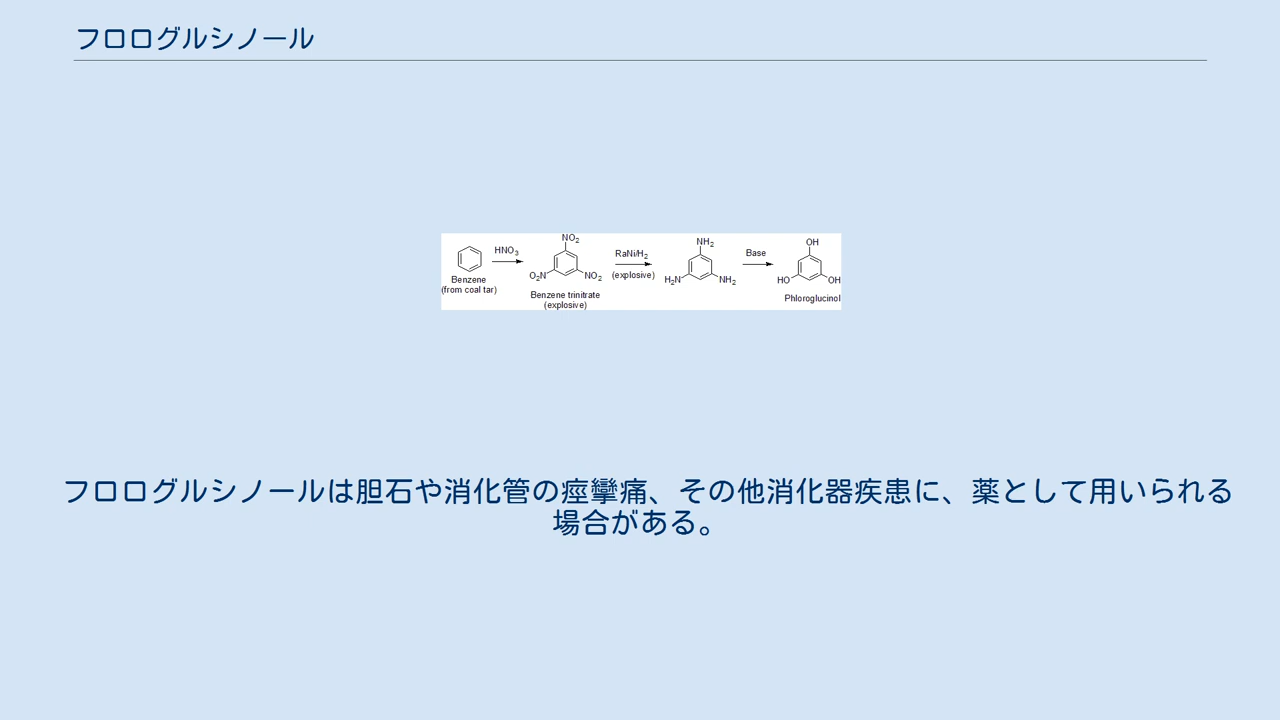 フロログルシノール
HNO3
Benzene
(from coal tar)
NO2
O2N
NO2
Benzene trinitrate
(explosive)
RaNi/H2
(explosive)
NH2
H2N
NH2
Base
OH
HO
OH
Phloroglucinol
フロログルシノールは胆石や消化管の痙攣痛、その他消化器疾患に、薬として用いられる
場合がある。